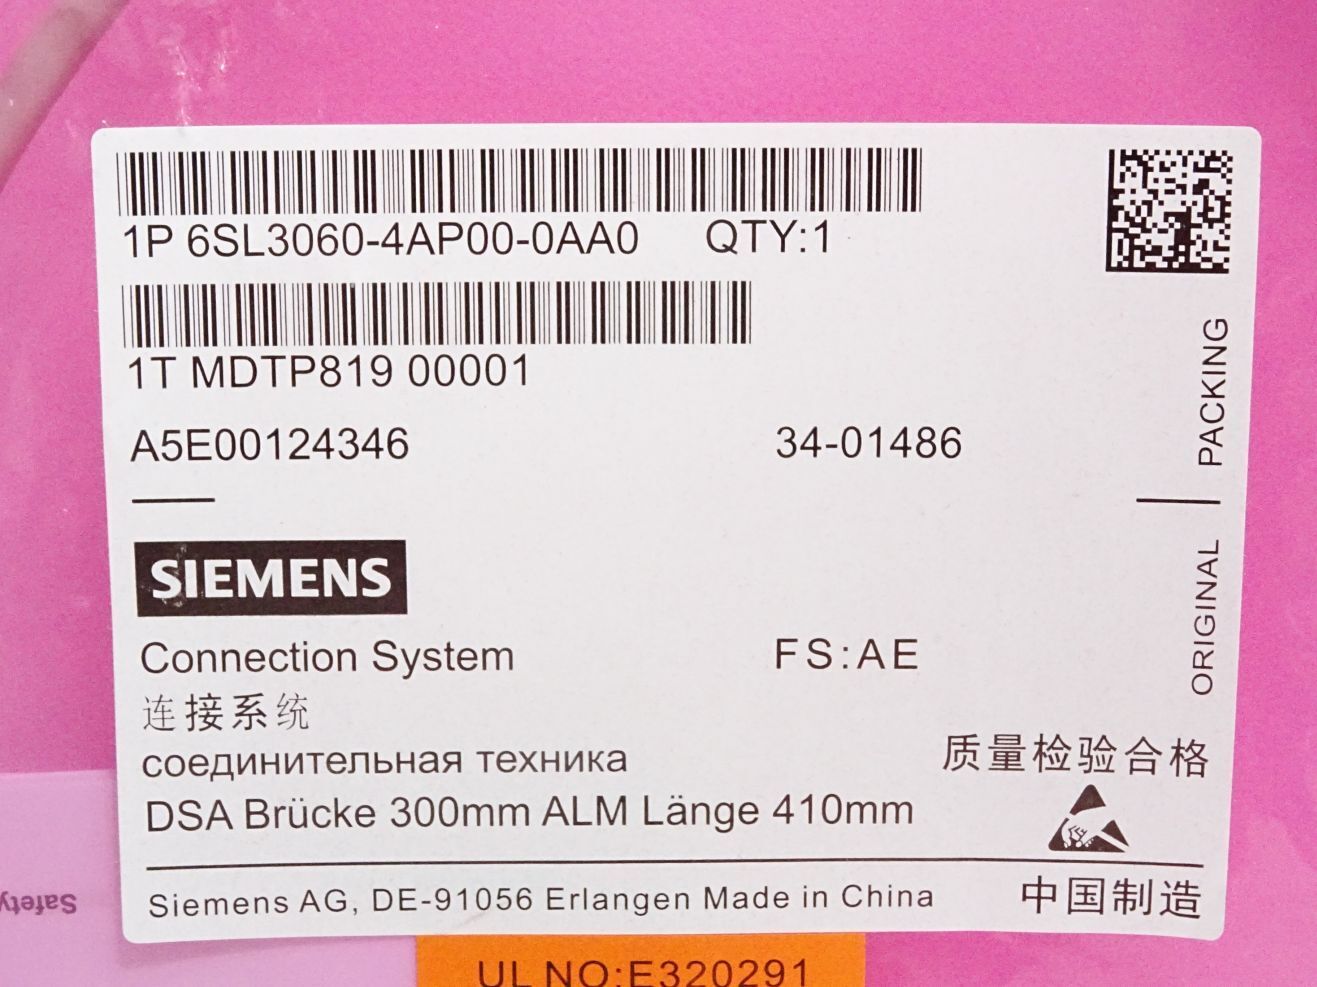 1P 6SL3060-4AP00-0AA0 QTY:1
1T MDTP819 00001
A5E00124346 34-01486
ORIGINAL PACKING
SIEMENS
Connection System FS:AE
连接系统
соединительная техника
质量检验合格
DSA Brücke 300mm ALM Länge 410mm
Siemens AG, DE-91056 Erlangen Made in China
中国制造
Safety
UL NO:E320291